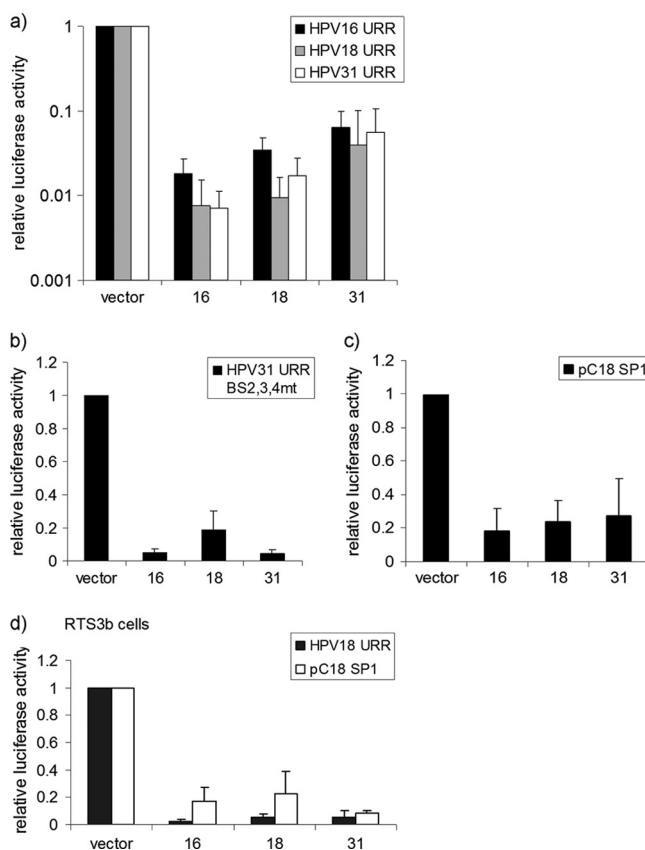 a)
relative luciferase activity
1
0.1
0.01
0.001
HPV16 URR
HPV18 URR
HPV31 URR
vector 16 18 31
b)
relative luciferase activity
1.2
1
0.8
0.6
0.4
0.2
0
HPV31 URR
BS2,3,4mt
vector 16 18 31
c)
relative luciferase activity
1.2
1
0.8
0.6
0.4
0.2
0
pC18 SP1
vector 16 18 31
d) RTS3b cells
relative luciferase activity
1.2
1
0.8
0.6
0.4
0.2
0
HPV18 URR
pC18 SP1
vector 16 18 31